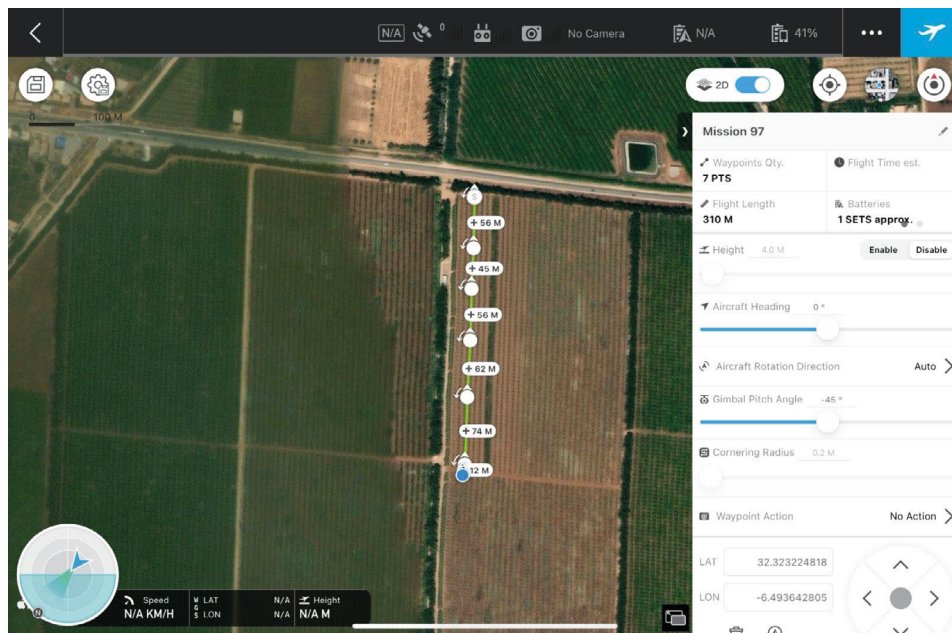 N/A
0
No Camera
N/A
41%
2D
0 100 M
Mission 97
Waypoints Qty.
7 PTS
Flight Time est.
Flight Length
310 M
Batteries
1 SETS approx.
Height 4.0 M
Enable Disable
Aircraft Heading 0 °
Aircraft Rotation Direction Auto
Gimbal Pitch Angle -45 °
Cornering Radius 0.2 M
Waypoint Action No Action
LAT 32.323224818
LON -6.493642805
S
+ 56 M
+ 45 M
+ 56 M
+ 62 M
+ 74 M
12 M
N
Speed
N/A KM/H
W
G
S
LAT N/A
LON N/A
Height
N/A M